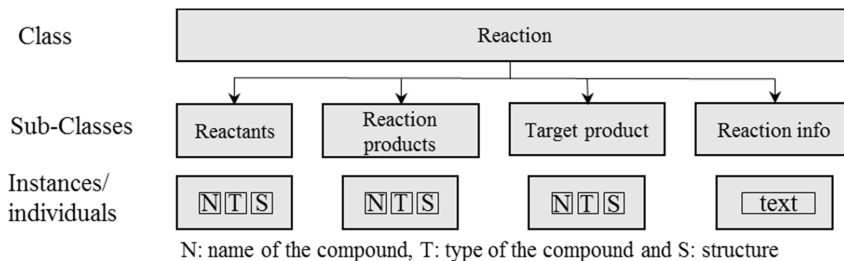 Class
Reaction
Sub-Classes
Reactants
Reaction
products
Target product
Reaction info
Instances/
individuals
N T S
N T S
N T S
text
N: name of the compound, T: type of the compound and S: structure